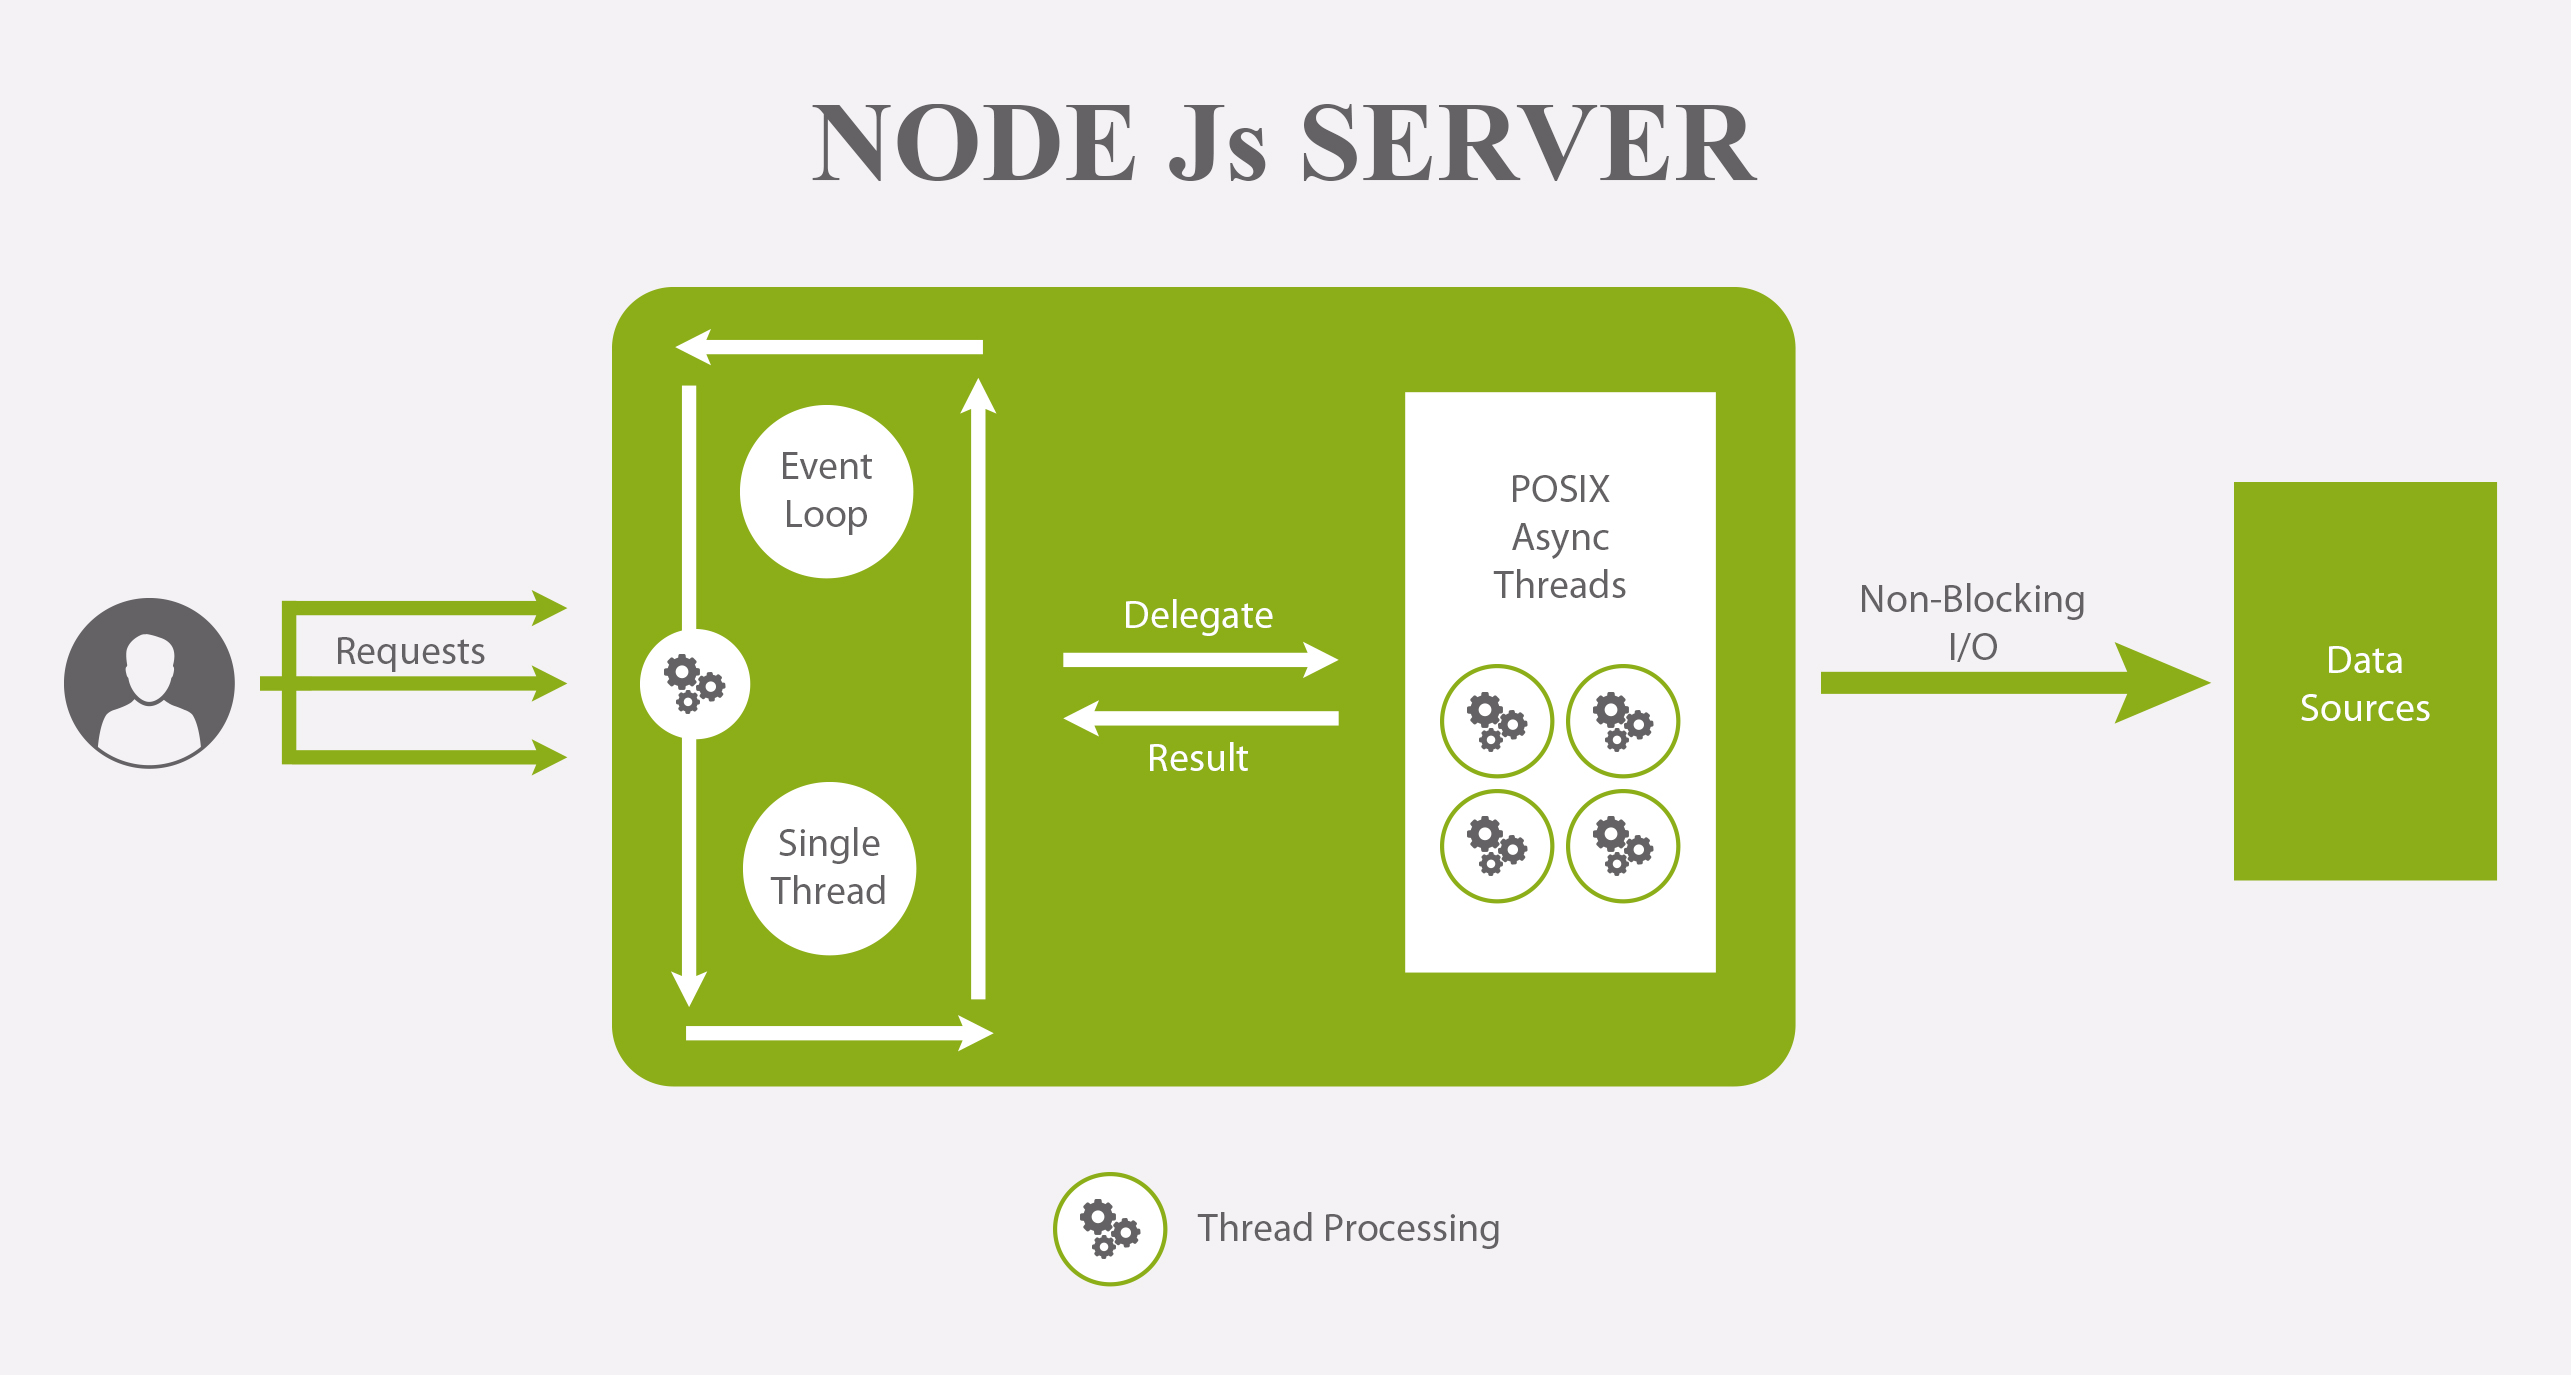 NODE Js SERVER
Requests
Event
Loop
Single
Thread
Delegate
Result
POSIX
Async
Threads
Non-Blocking
I/O
Data
Sources
Thread Processing